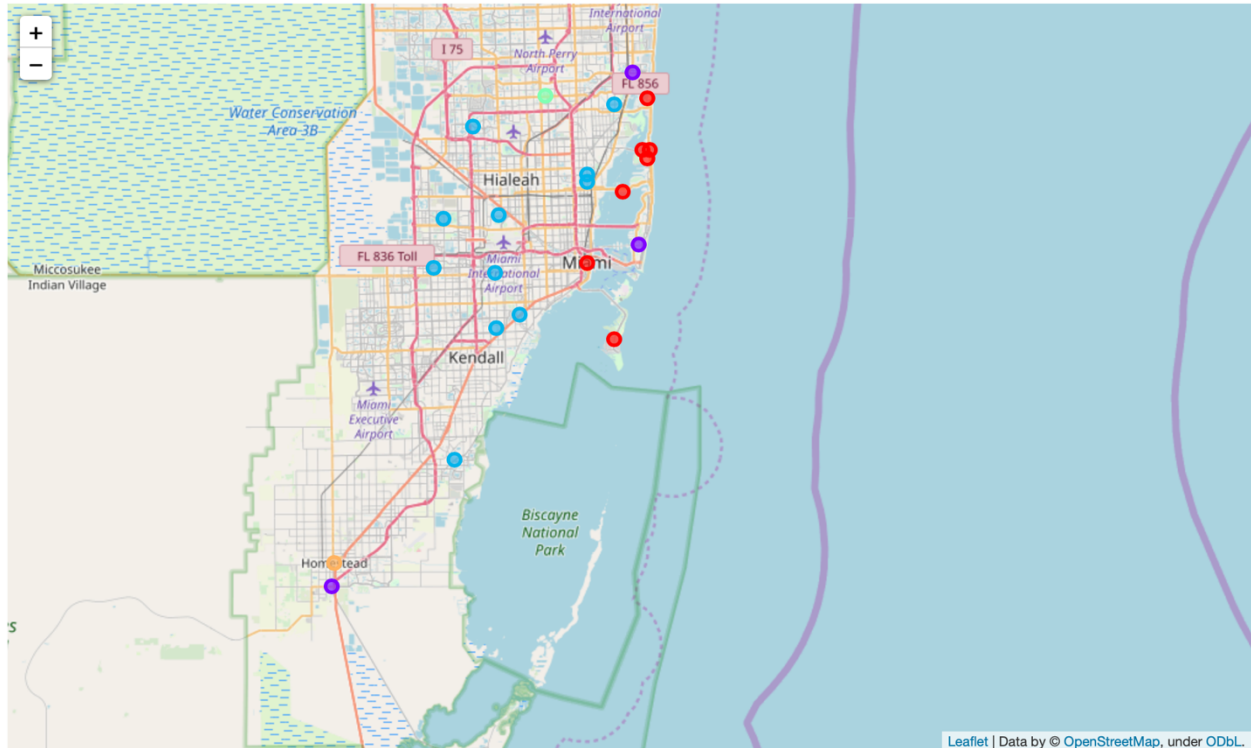 +
−
International
Airport
I 75
North Perry
Airport
FL 856
Water Conservation
Area 3B
Hialeah
FL 836 Toll
Miami
International
Airport
Miccosukee
Indian Village
Kendall
Miami
Executive
Airport
Biscayne
National
Park
Homestead
Leaflet | Data by © OpenStreetMap, under ODbL.